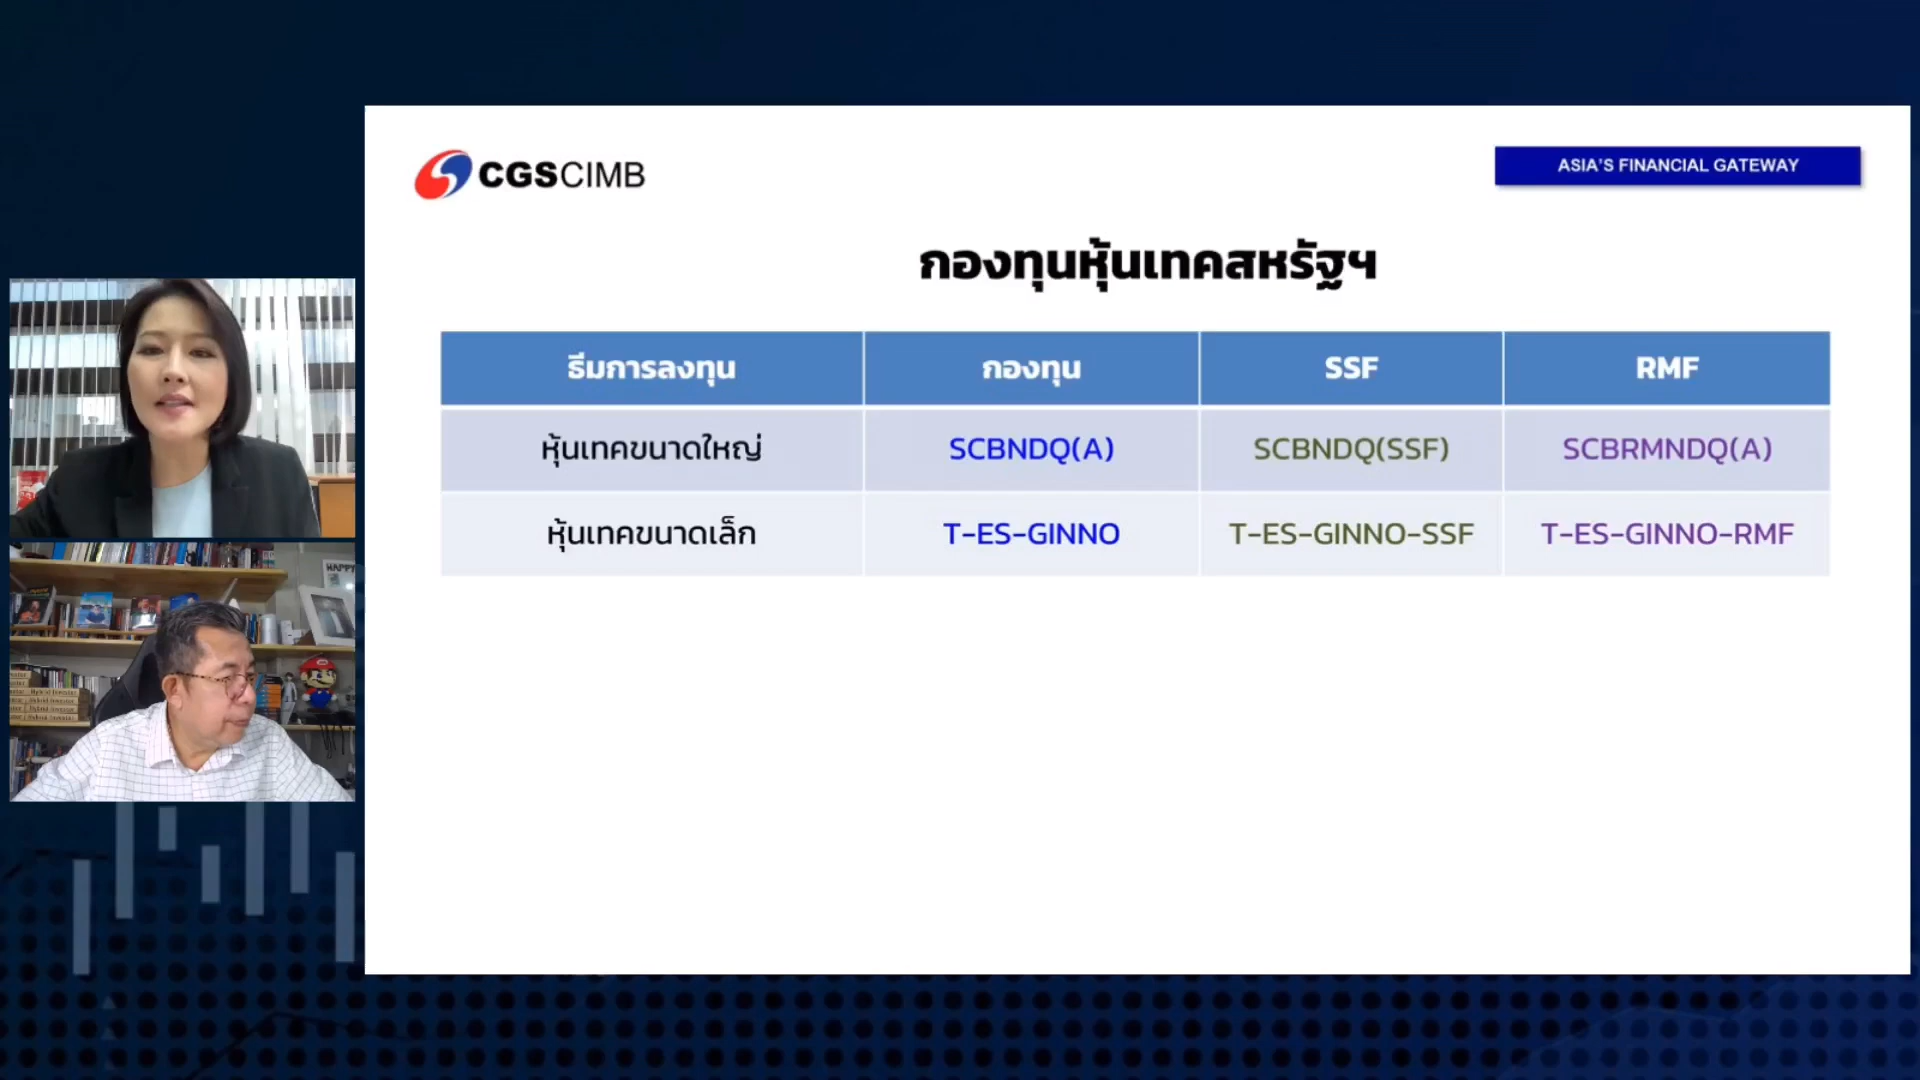 CGSCIMB
ASIA'S FINANCIAL GATEWAY
กองทุนหุ้นเทคสหรัฐฯ
ธีมการลงทุน กองทุน SSF RMF
หุ้นเทคขนาดใหญ่ SCBNDQ(A) SCBNDQ(SSF) SCBRMNDQ(A)
หุ้นเทคขนาดเล็ก T-ES-GINNO T-ES-GINNO-SSF T-ES-GINNO-RMF
HAPPY